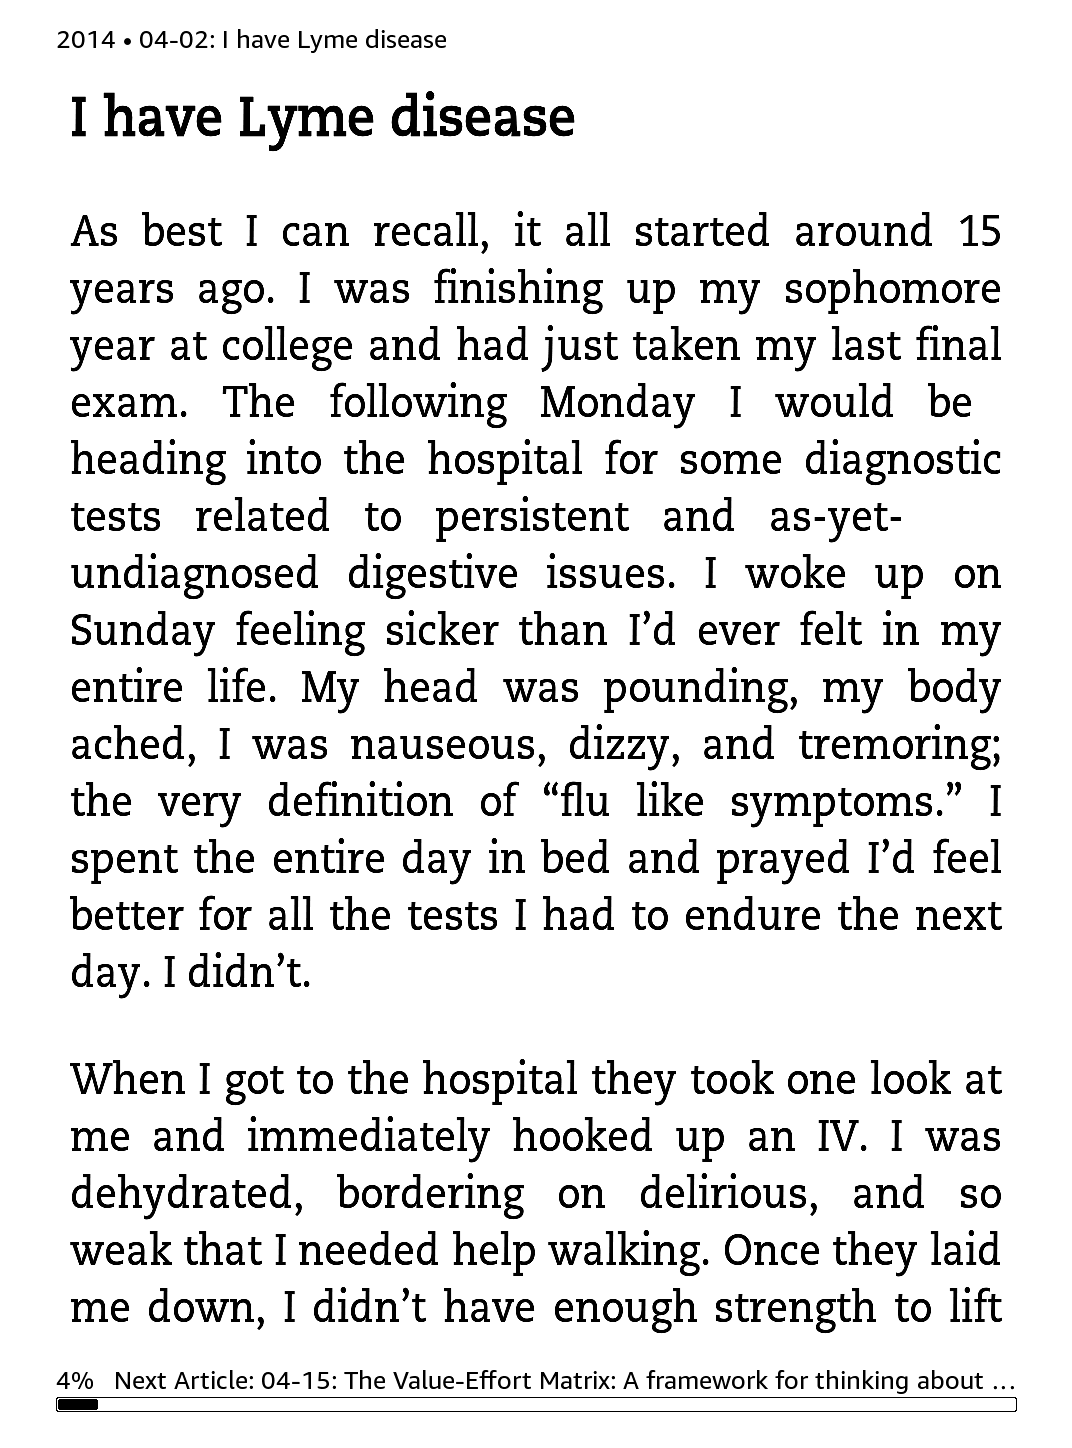 2014 • 04-02: I have Lyme disease
I have Lyme disease
As best I can recall, it all started around 15
years ago. I was finishing up my sophomore
year at college and had just taken my last final
exam. The following Monday I would be
heading into the hospital for some diagnostic
tests related to persistent and as-yet-
undiagnosed digestive issues. I woke up on
Sunday feeling sicker than I’d ever felt in my
entire life. My head was pounding, my body
ached, I was nauseous, dizzy, and tremoring;
the very definition of “flu like symptoms.” I
spent the entire day in bed and prayed I’d feel
better for all the tests I had to endure the next
day. I didn’t.
When I got to the hospital they took one look at
me and immediately hooked up an IV. I was
dehydrated, bordering on delirious, and so
weak that I needed help walking. Once they laid
me down, I didn’t have enough strength to lift
4% Next Article: 04-15: The Value-Effort Matrix: A framework for thinking about …